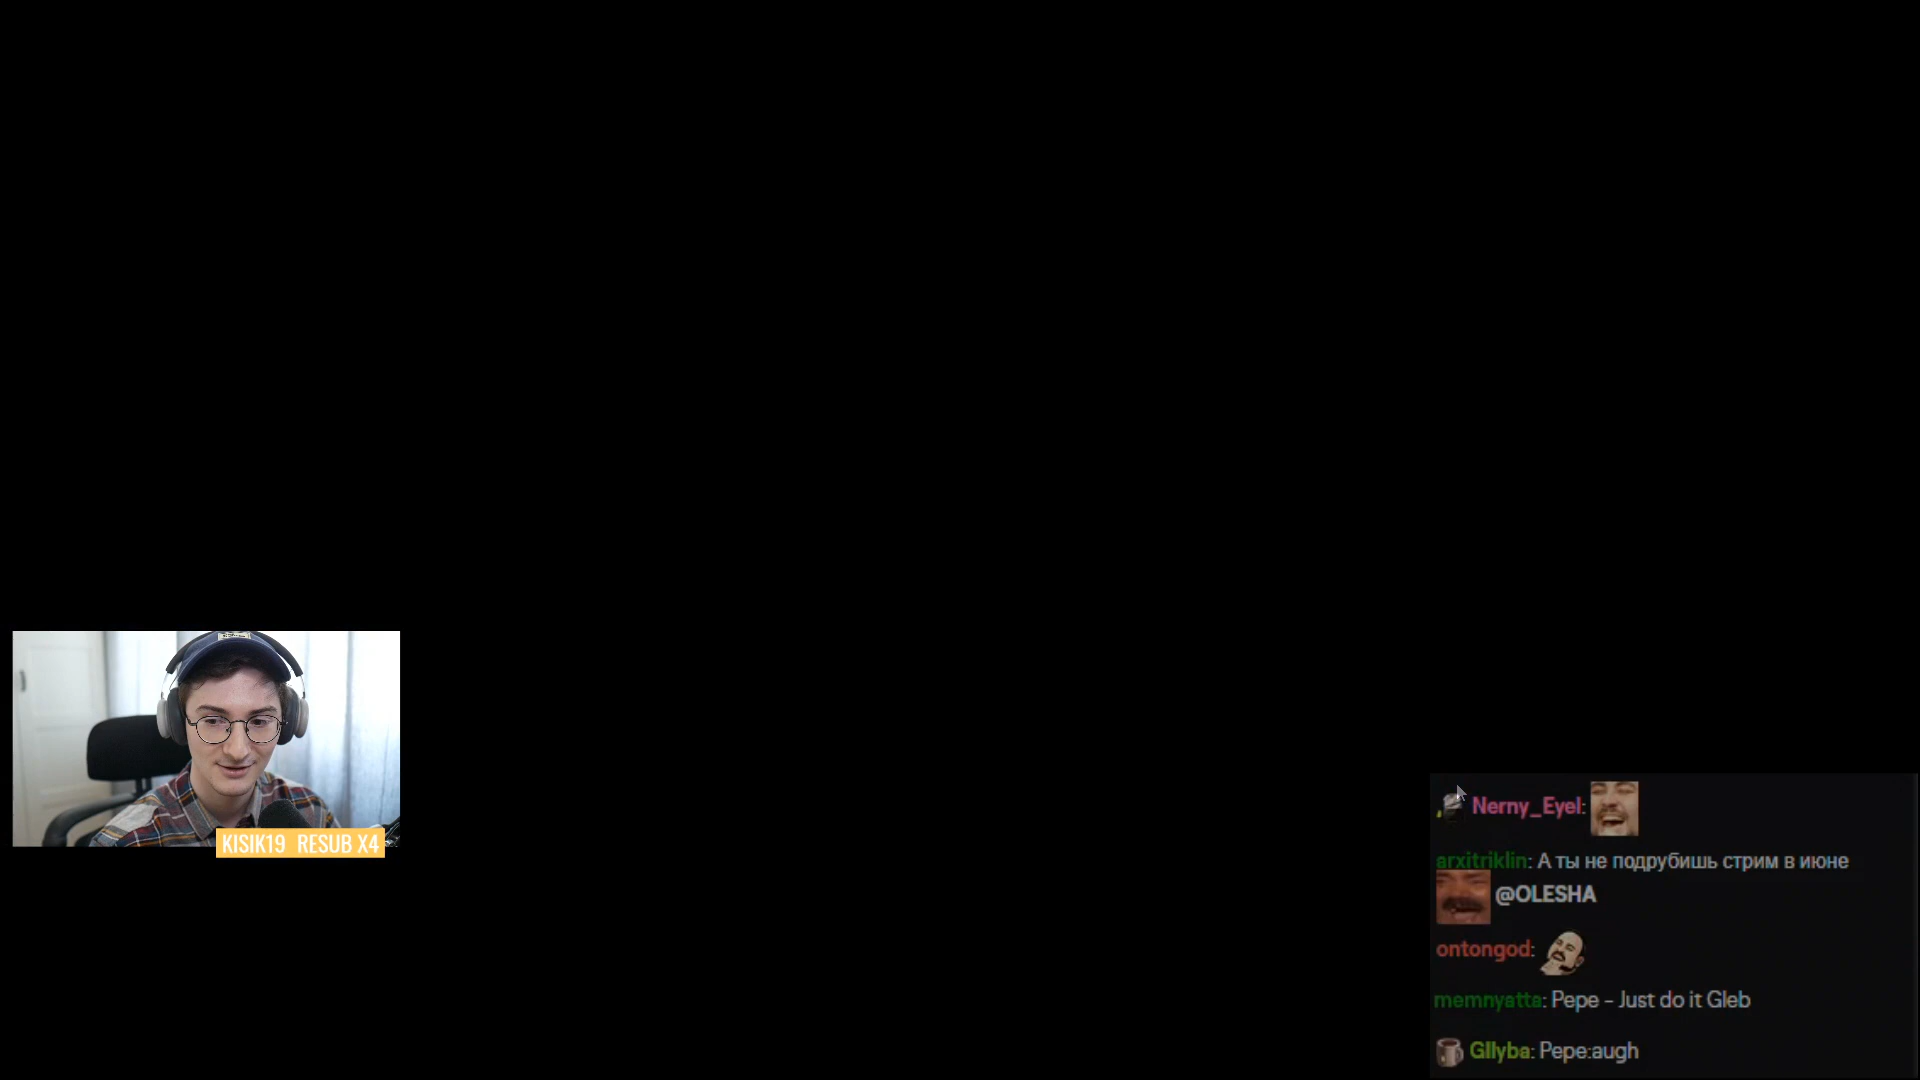 KISIK19 RESUB X4
Nerny_Eyel:
arxitriklin: А ты не подрубишь стрим в июне
@OLESHA
ontongod:
memnyatta: Pepe - Just do it Gleb
Gllyba: Pepe:augh